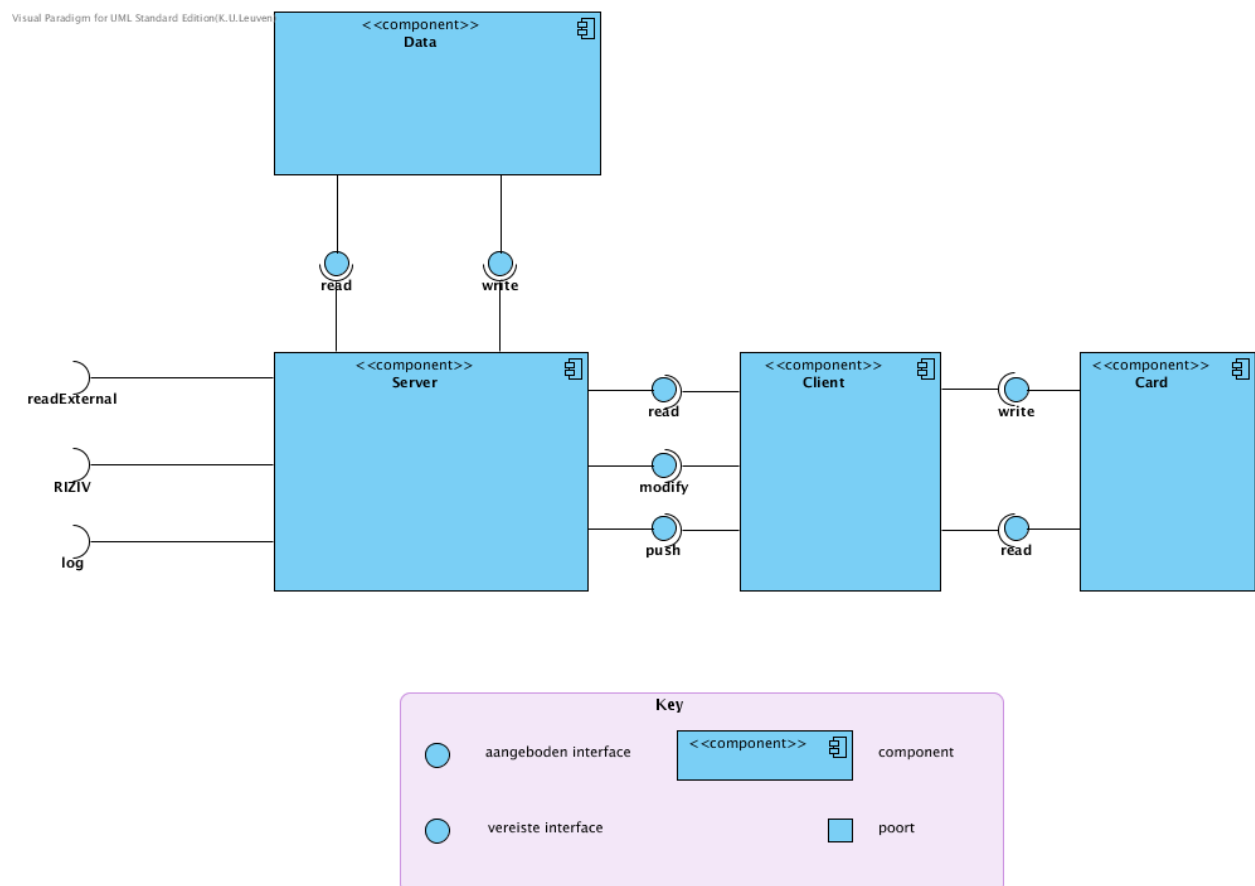 Visual Paradigm for UML Standard Edition(K.U.Leuven)
<<component>>
Data
read
write
readExternal
RIZIV
log
<<component>>
Server
read
modify
push
<<component>>
Client
write
read
<<component>>
Card
Key
aangeboden interface
<<component>>
component
vereiste interface
poort